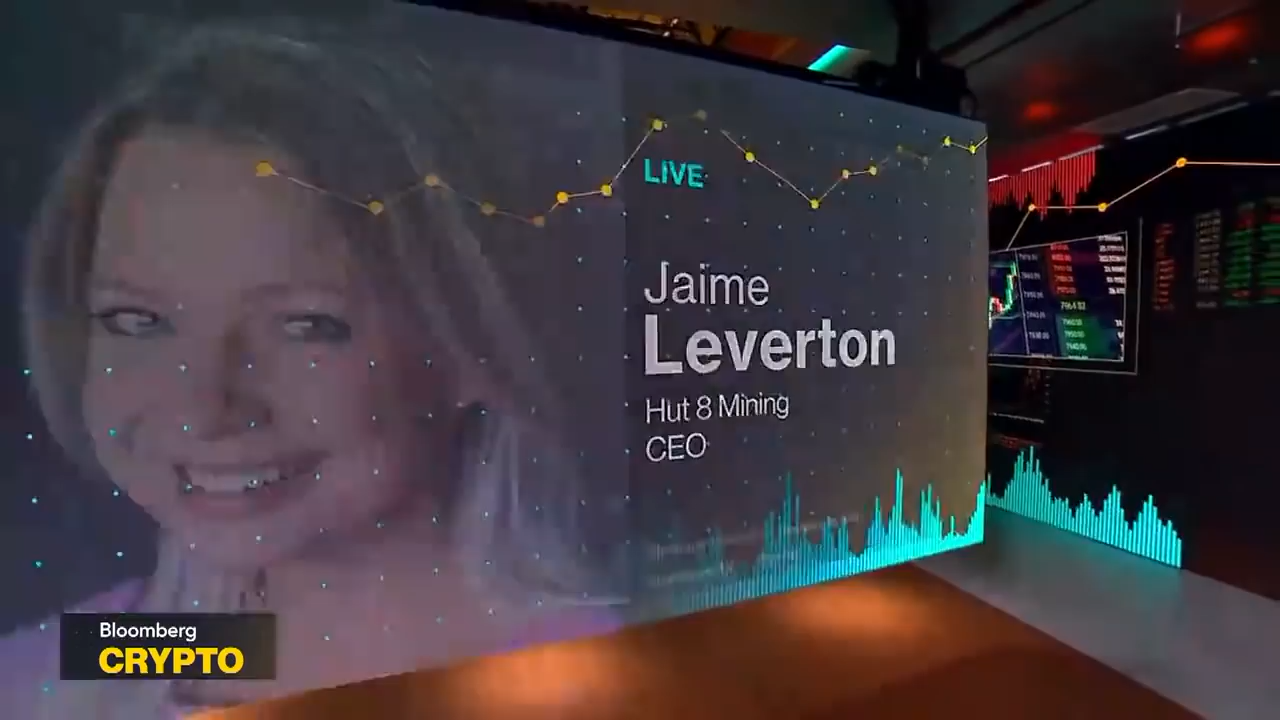 LIVE
Jaime
Leverton
Hut 8 Mining
CEO
Bloomberg
CRYPTO